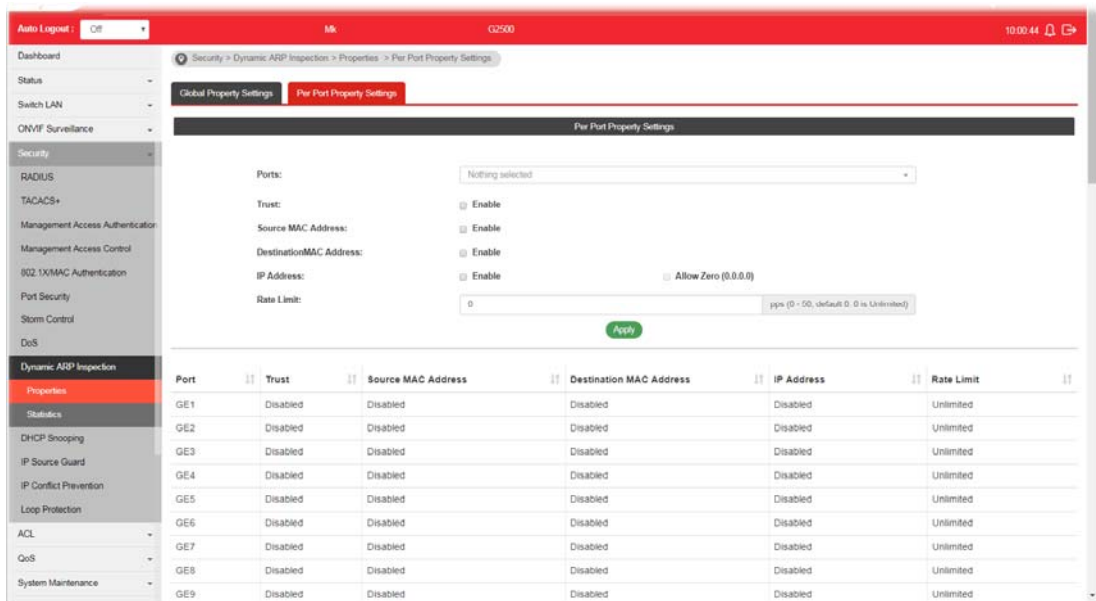 Auto Logout : Off Mk G2500 10:00:44
Dashboard
Status
Switch LAN
ONVIF Surveillance
Security
RADIUS
TACACS+
Management Access Authentication
Management Access Control
802.1X/MAC Authentication
Port Security
Storm Control
DoS
Dynamic ARP Inspection
Properties
Statistics
DHCP Snooping
IP Source Guard
IP Conflict Prevention
Loop Protection
ACL
QoS
System Maintenance
Security > Dynamic ARP Inspection > Properties > Per Port Property Settings
Global Property Settings Per Port Property Settings
Per Port Property Settings
Ports: Nothing selected
Trust: Enable
Source MAC Address: Enable
DestinationMAC Address: Enable
IP Address: Enable Allow Zero (0.0.0.0)
Rate Limit: 0 pps (0 - 50, default 0, 0 is Unlimited)
Apply
Port Trust Source MAC Address Destination MAC Address IP Address Rate Limit
GE1 Disabled Disabled Disabled Disabled Unlimited
GE2 Disabled Disabled Disabled Disabled Unlimited
GE3 Disabled Disabled Disabled Disabled Unlimited
GE4 Disabled Disabled Disabled Disabled Unlimited
GE5 Disabled Disabled Disabled Disabled Unlimited
GE6 Disabled Disabled Disabled Disabled Unlimited
GE7 Disabled Disabled Disabled Disabled Unlimited
GE8 Disabled Disabled Disabled Disabled Unlimited
GE9 Disabled Disabled Disabled Disabled Unlimited